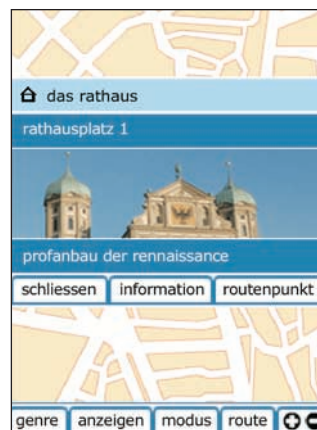 das rathaus
rathausplatz 1
profanbau der rennaissance
schliessen information routenpunkt
genre anzeigen modus route